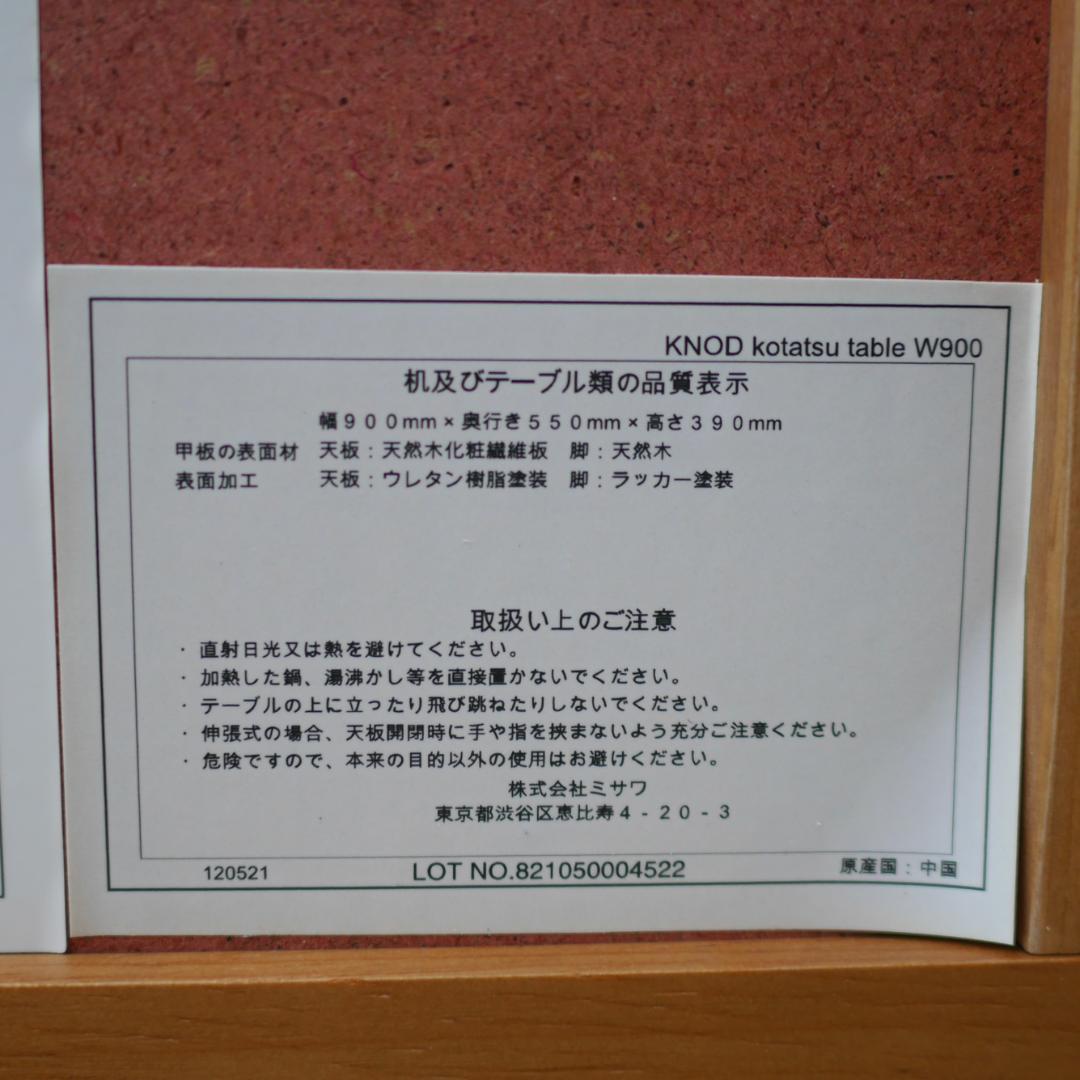 KNOD kotatsu table W900
机及びテーブル類の品質表示
幅900mm×奥行き550mm×高さ390mm
甲板の表面材 天板:天然木化粧繊維板 脚:天然木
表面加工 天板:ウレタン樹脂塗装 脚:ラッカー塗装
取扱い上のご注意
・ 直射日光又は熱を避けてください。
・ 加熱した鍋、湯沸かし等を直接置かないでください。
・ テーブルの上に立ったり飛び跳ねたりしないでください。
・ 伸張式の場合、天板開閉時に手や指を挟まないよう充分ご注意ください。
・ 危険ですので、本来の目的以外の使用はお避けください。
株式会社ミサワ
東京都渋谷区恵比寿4-20-3
120521 LOT NO.821050004522 原産国:中国